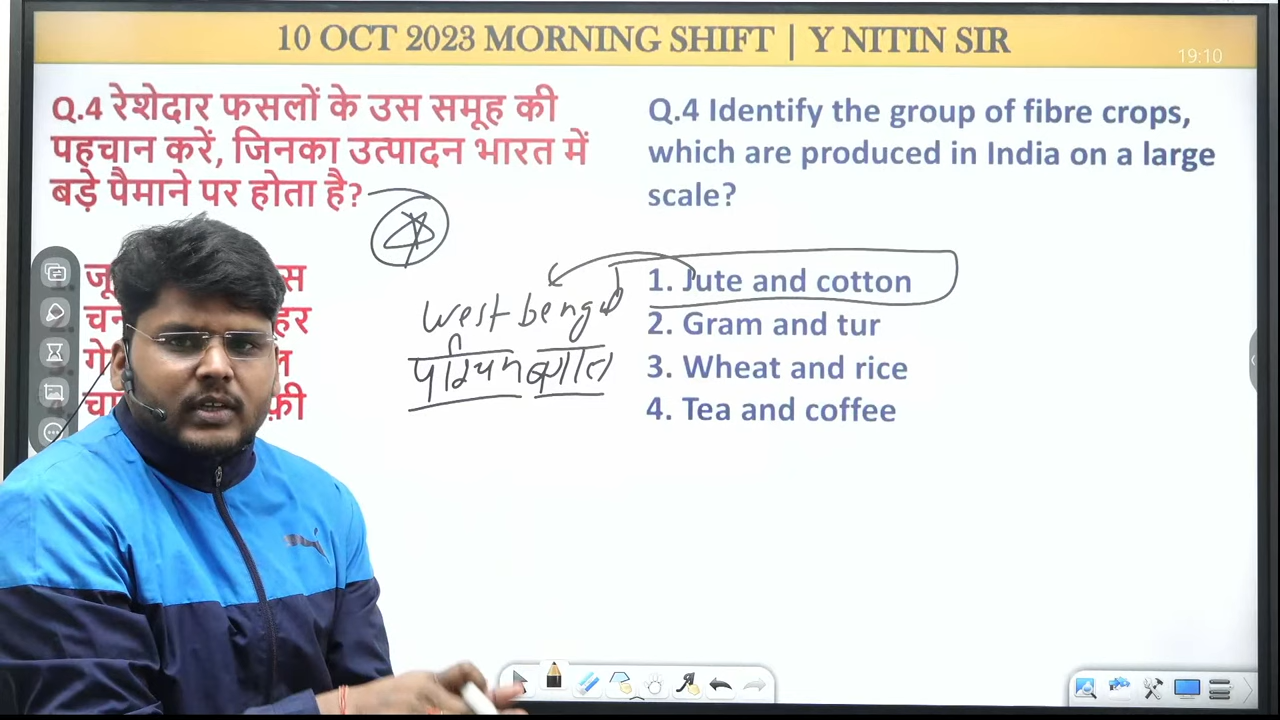 10 OCT 2023 MORNING SHIFT | Y NITIN SIR
19:10
Q.4 रेशेदार फसलों के उस समूह की
पहचान करें, जिनका उत्पादन भारत में
बड़े पैमाने पर होता है?
Q.4 Identify the group of fibre crops,
which are produced in India on a large
scale?
west bengal
1. Jute and cotton
2. Gram and tur
3. Wheat and rice
4. Tea and coffee